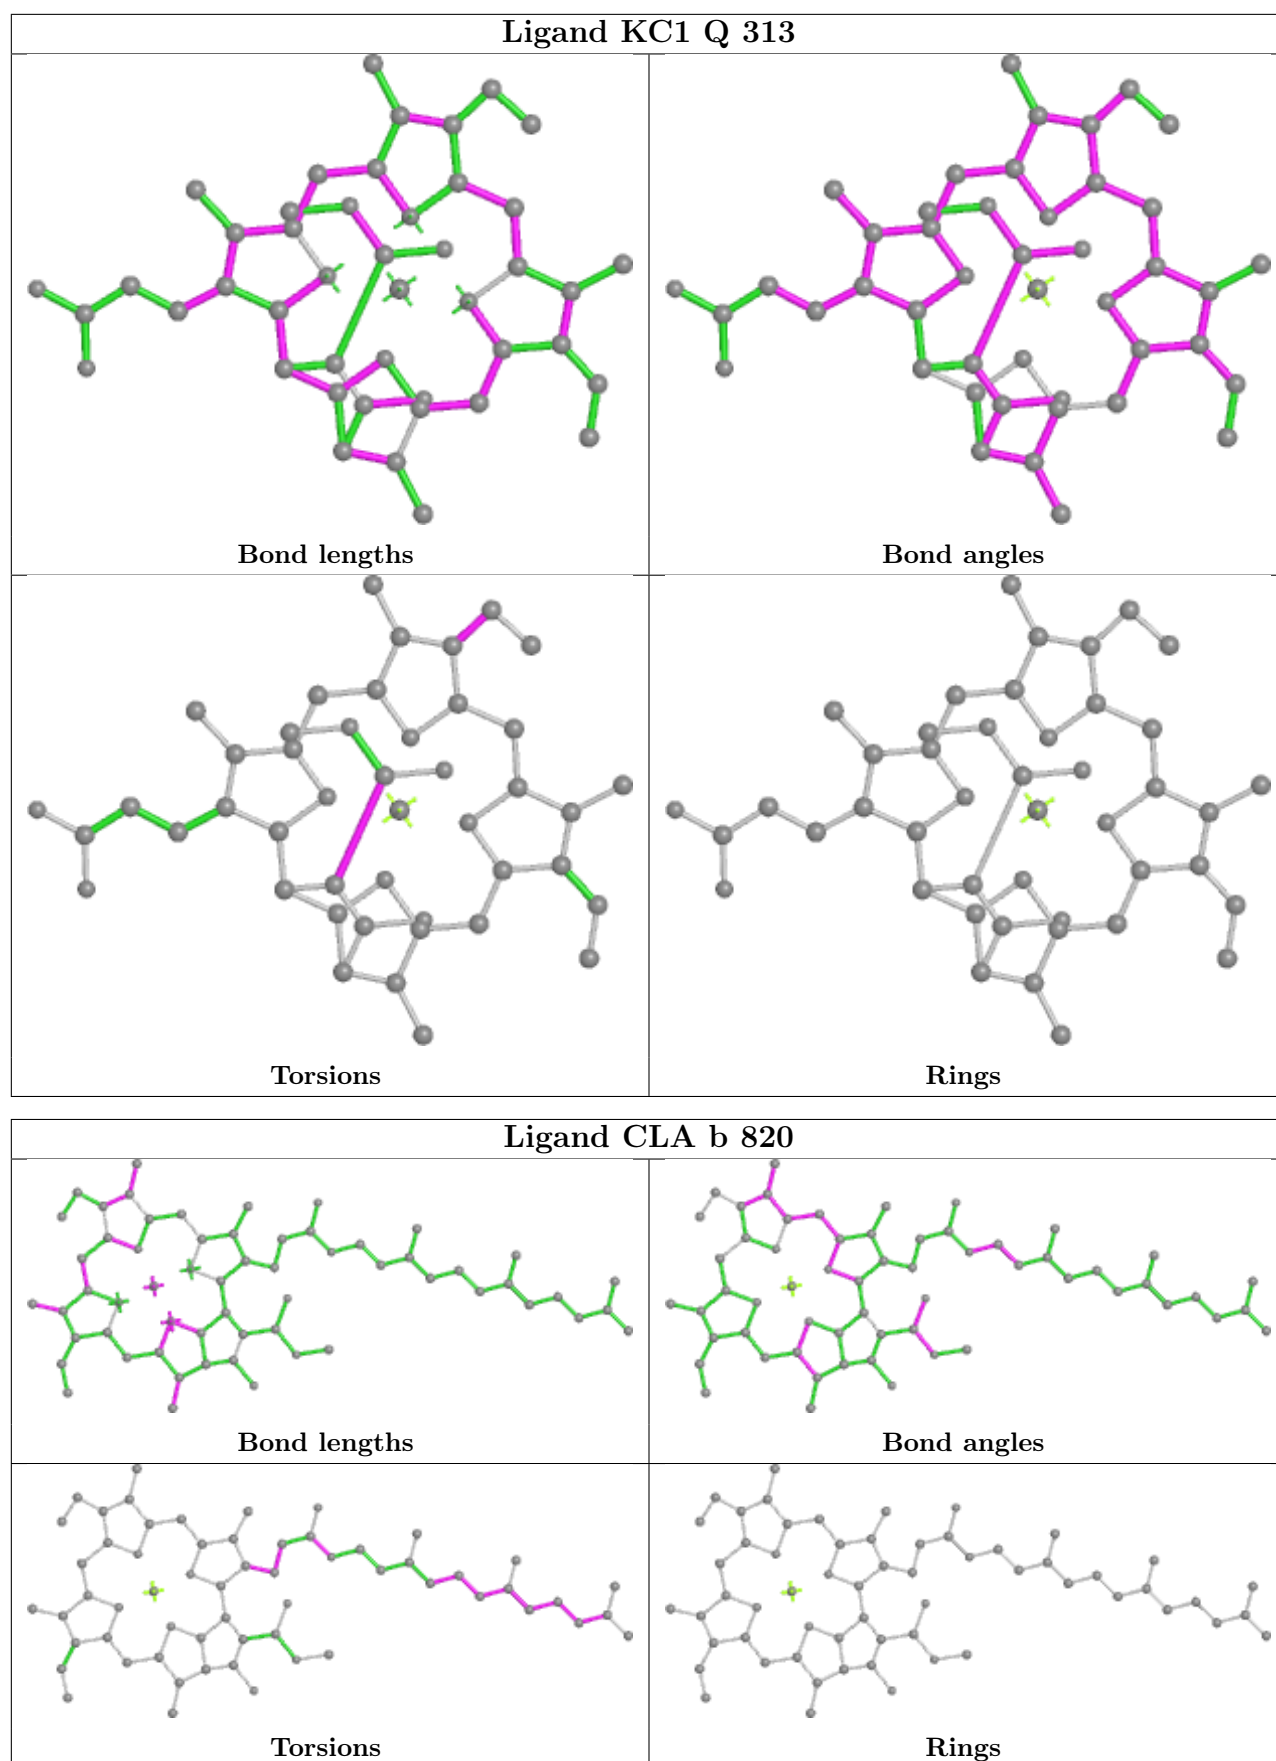 Ligand KC1 Q 313
Bond lengths
Bond angles
Torsions
Rings
Ligand CLA b 820
Bond lengths
Bond angles
Torsions
Rings